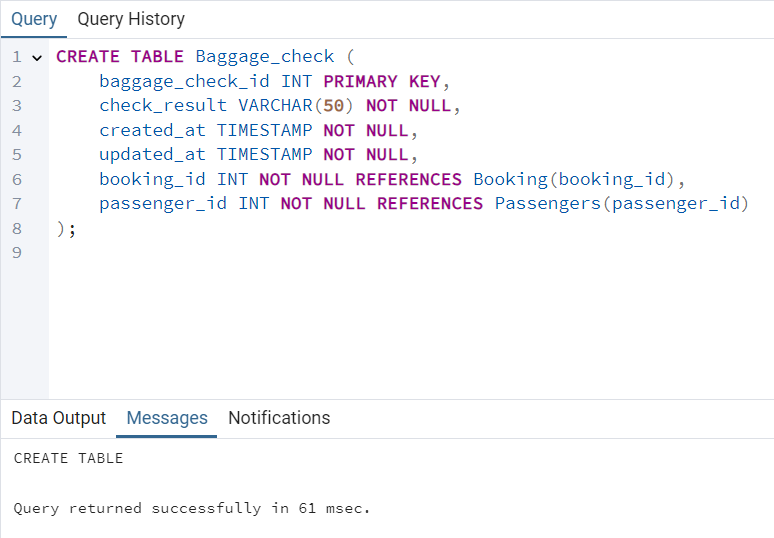 Query Query History
1 CREATE TABLE Baggage_check (
2 baggage_check_id INT PRIMARY KEY,
3 check_result VARCHAR(50) NOT NULL,
4 created_at TIMESTAMP NOT NULL,
5 updated_at TIMESTAMP NOT NULL,
6 booking_id INT NOT NULL REFERENCES Booking(booking_id),
7 passenger_id INT NOT NULL REFERENCES Passengers(passenger_id)
8 );
9
Data Output Messages Notifications
CREATE TABLE
Query returned successfully in 61 msec.